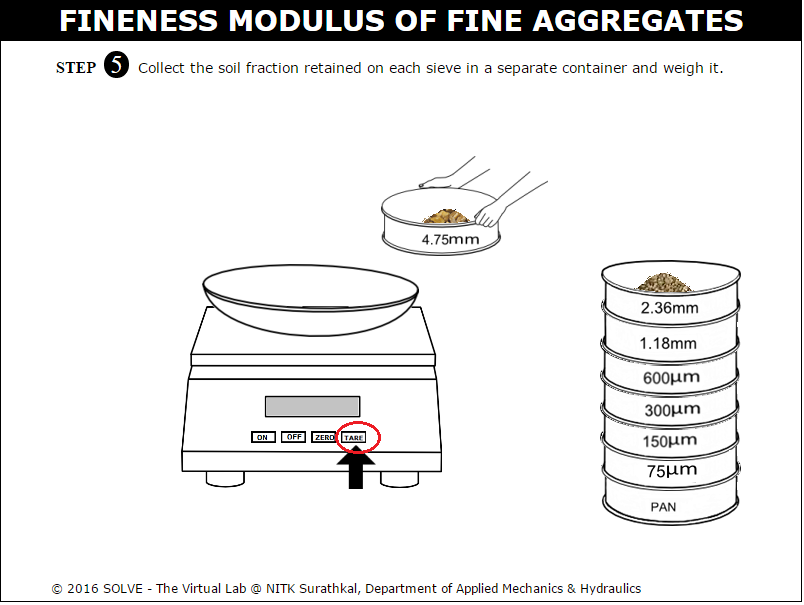 FINENESS MODULUS OF FINE AGGREGATES
STEP 5 Collect the soil fraction retained on each sieve in a separate container and weigh it.
4.75mm
2.36mm
1.18mm
600µm
300µm
150µm
75µm
PAN
ON OFF ZERO TARE
© 2016 SOLVE - The Virtual Lab @ NITK Surathkal, Department of Applied Mechanics & Hydraulics